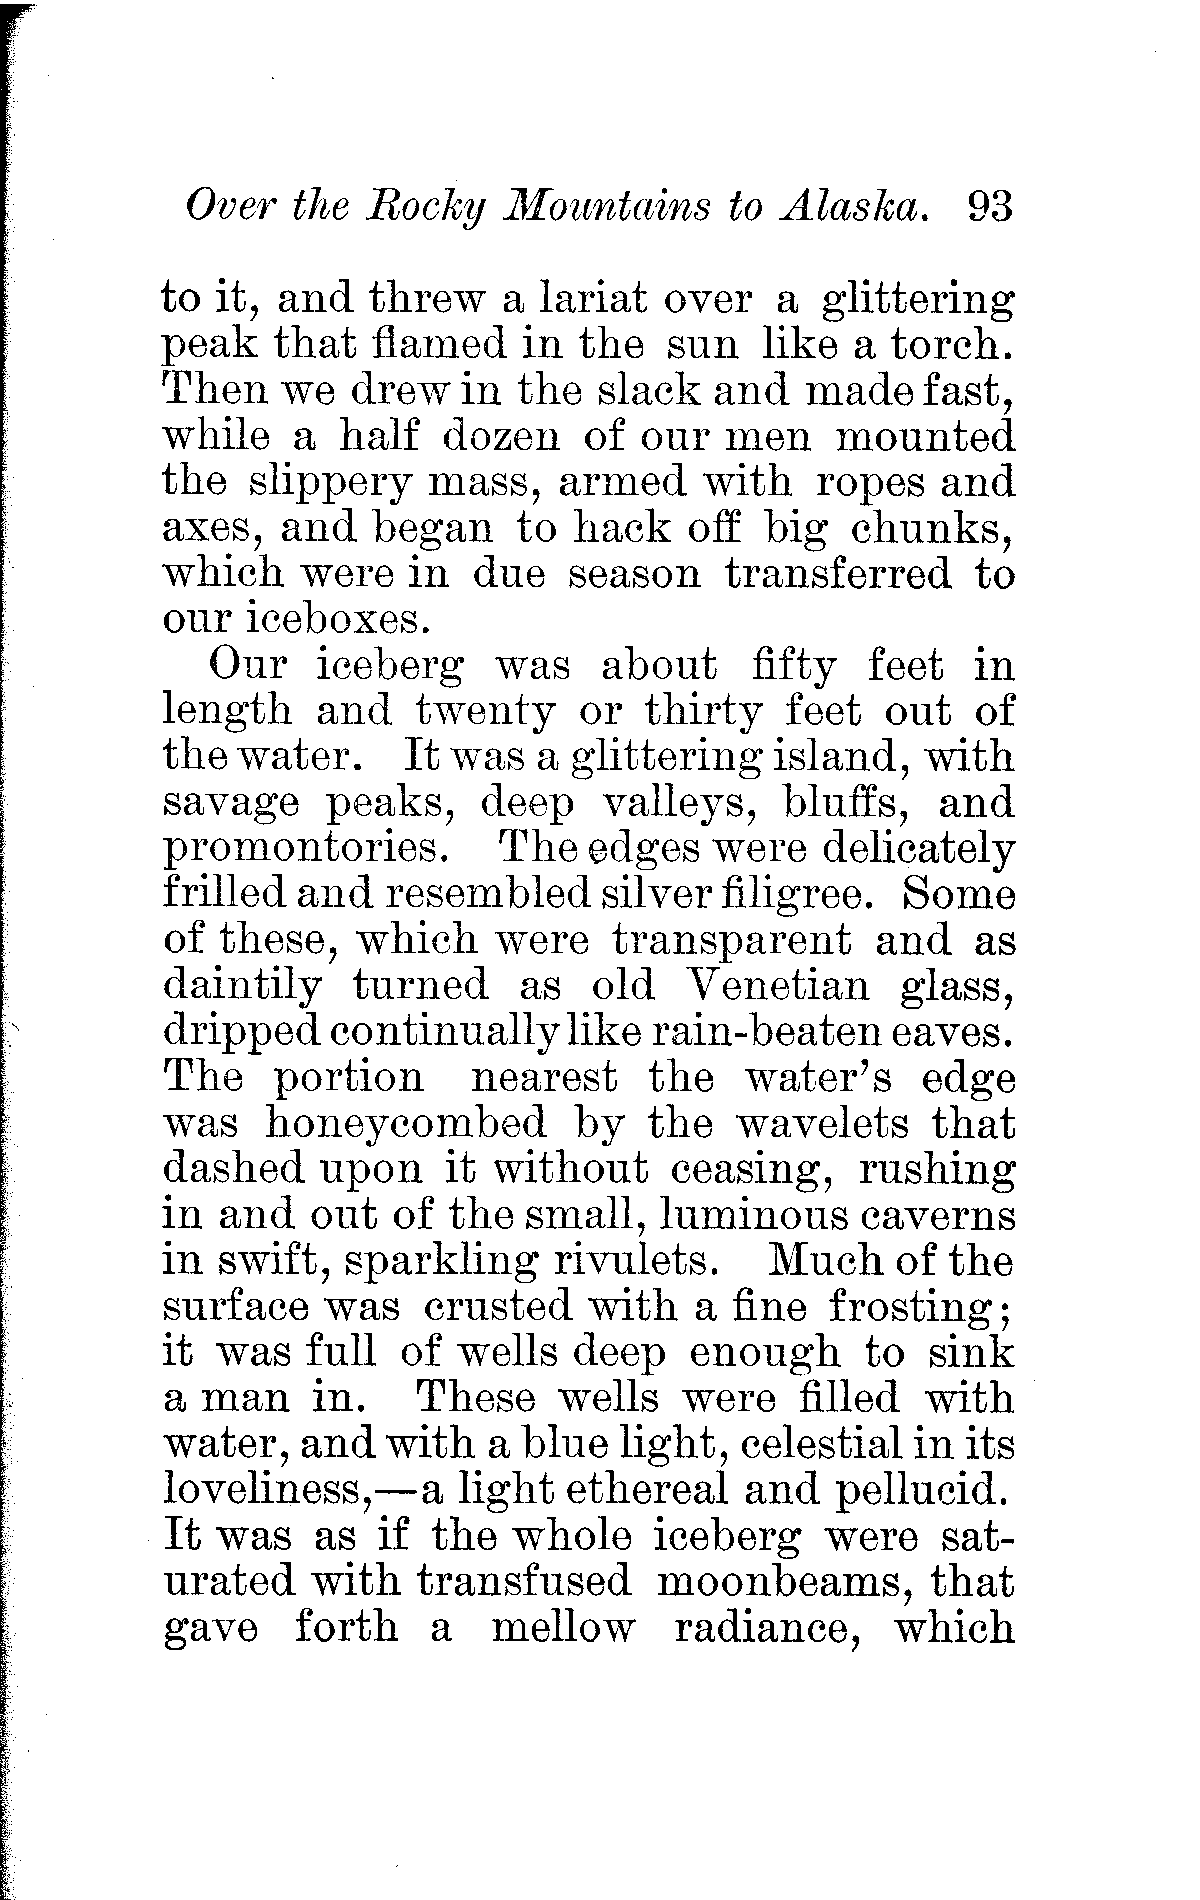 Over the Rocky Mountains to Alaska. 93
to it, and threw a lariat over a glittering
peak that flamed in the sun like a torch.
Then we drew in the slack and made fast,
while a half dozen of our men mounted
the slippery mass, armed with ropes and
axes, and began to hack off big chunks,
which were in due season transferred to
our iceboxes.
Our iceberg was about fifty feet in
length and twenty or thirty feet out of
the water. It was a glittering island, with
savage peaks, deep valleys, bluffs, and
promontories. The edges were delicately
frilled and resembled silver filigree. Some
of these, which were transparent and as
daintily turned as old Venetian glass,
dripped continually like rain-beaten eaves.
The portion nearest the water's edge
was honeycombed by the wavelets that
dashed upon it without ceasing, rushing
in and out of the small, luminous caverns
in swift, sparkling rivulets. Much of the
surface was crusted with a fine frosting;
it was full of wells deep enough to sink
a man in. These wells were filled with
water, and with a blue light, celestial in its
loveliness,—a light ethereal and pellucid.
It was as if the whole iceberg were sat-
urated with transfused moonbeams, that
gave forth a mellow radiance, which